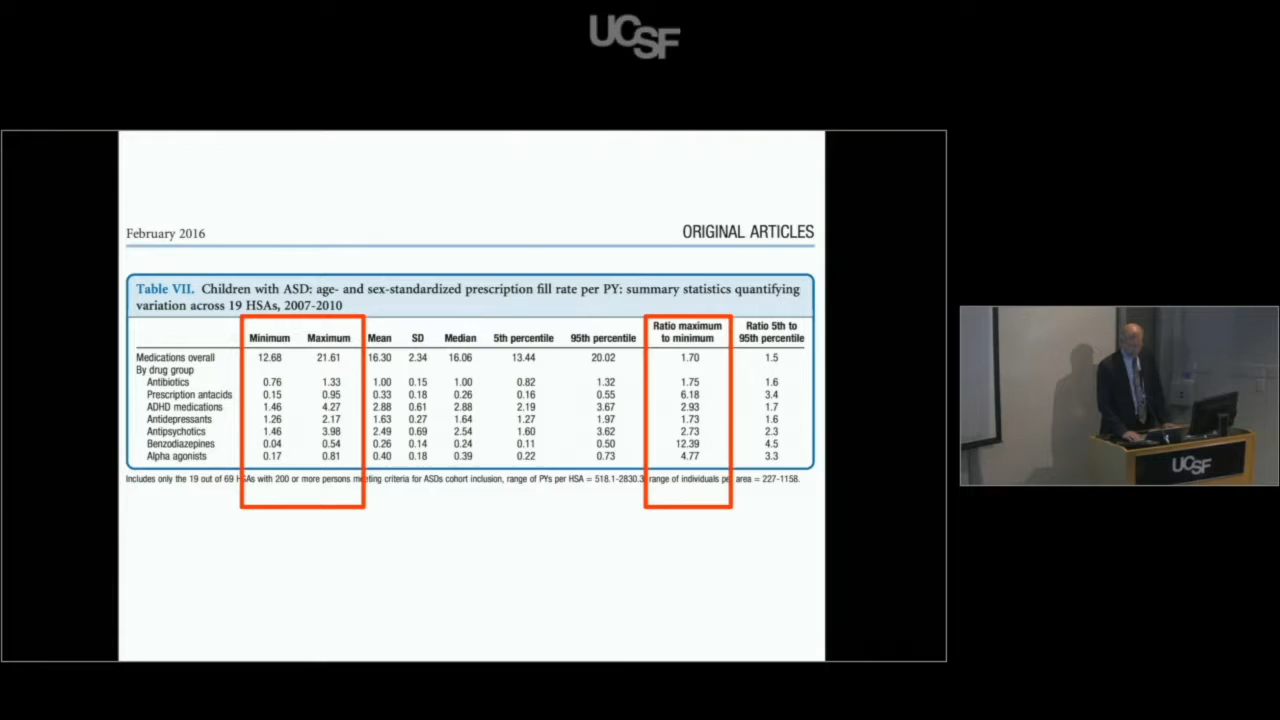 UCSF
February 2016 ORIGINAL ARTICLES
Table VII. Children with ASD: age- and sex-standardized prescription fill rate per PY: summary statistics quantifying
variation across 19 HSAs, 2007-2010
Minimum Maximum Mean SD Median 5th percentile 95th percentile Ratio maximum to minimum Ratio 5th to 95th percentile
Medications overall 12.68 21.61 16.30 2.34 16.06 13.44 20.02 1.70 1.5
By drug group
Antibiotics 0.76 1.33 1.00 0.15 1.00 0.82 1.32 1.75 1.6
Prescription antacids 0.15 0.95 0.33 0.18 0.26 0.16 0.55 6.18 3.4
ADHD medications 1.46 4.27 2.88 0.61 2.88 2.19 3.67 2.93 1.7
Antidepressants 1.26 2.17 1.63 0.27 1.64 1.27 1.97 1.73 1.6
Antipsychotics 1.46 3.98 2.49 0.69 2.54 1.60 3.62 2.73 2.3
Benzodiazepines 0.04 0.54 0.26 0.14 0.24 0.11 0.50 12.39 4.5
Alpha agonists 0.17 0.81 0.40 0.18 0.39 0.22 0.73 4.77 3.3
Includes only the 19 out of 69 HSAs with 200 or more persons meeting criteria for ASDs cohort inclusion, range of PYs per HSA = 518.1-2830.3 range of individuals per area = 227-1158.
UCSF